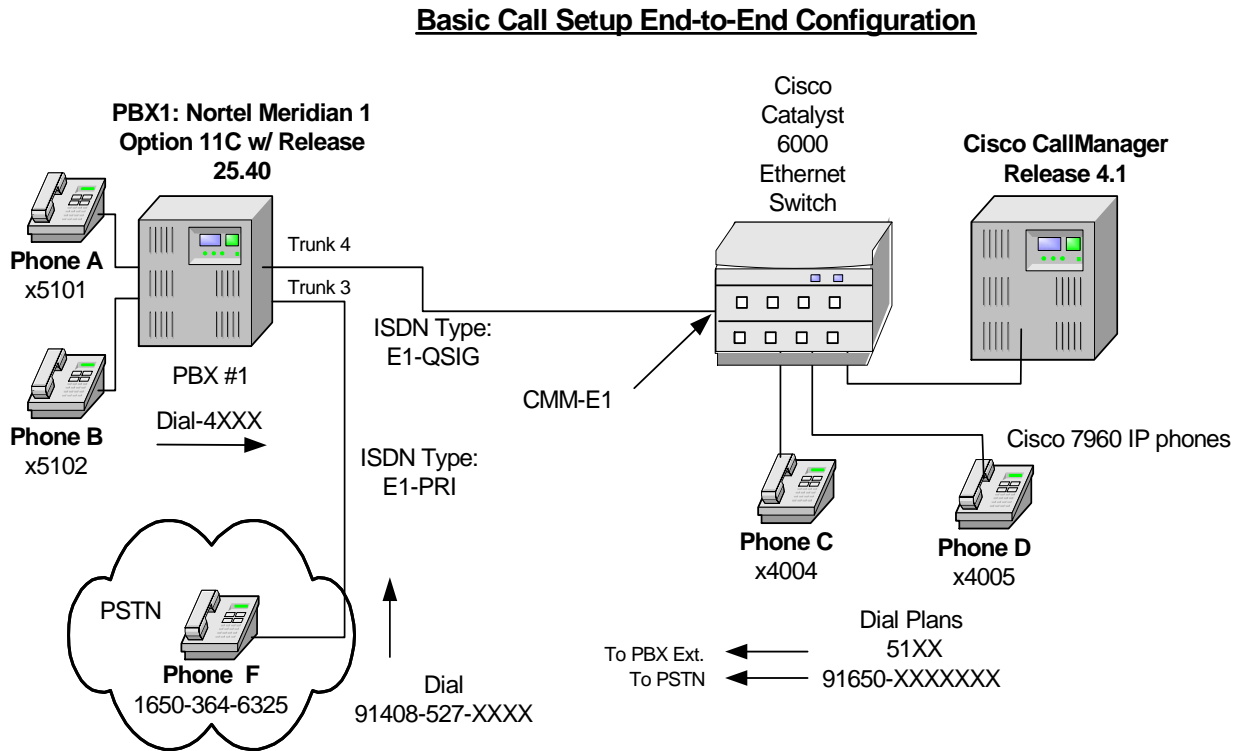 Basic Call Setup End-to-End Configuration
PBX1: Nortel Meridian 1
Option 11C w/ Release
25.40
Cisco
Catalyst
6000
Ethernet
Switch
Cisco CallManager
Release 4.1
Phone A
x5101
Trunk 4
Trunk 3
ISDN Type:
E1-QSIG
PBX #1
CMM-E1
Phone B
x5102
Dial-4XXX
Cisco 7960 IP phones
ISDN Type:
E1-PRI
Phone C
x4004
Phone D
x4005
PSTN
Phone F
1650-364-6325
Dial
91408-527-XXXX
Dial Plans
To PBX Ext.
51XX
To PSTN
91650-XXXXXXX